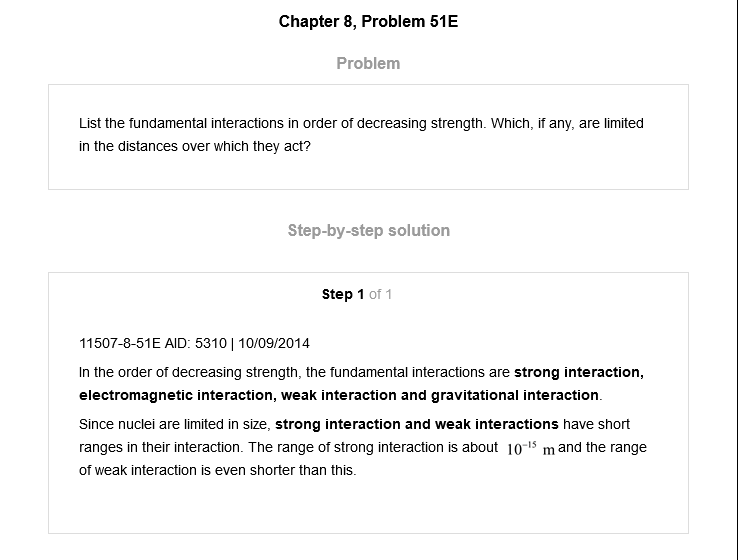 Chapter 8, Problem 51E
Problem
List the fundamental interactions in order of decreasing strength. Which, if any, are limited
in the distances over which they act?
Step-by-step solution
Step 1 of 1
11507-8-51E AID: 5310 | 10/09/2014
In the order of decreasing strength, the fundamental interactions are strong interaction,
electromagnetic interaction, weak interaction and gravitational interaction.
Since nuclei are limited in size, strong interaction and weak interactions have short
ranges in their interaction. The range of strong interaction is about 10⁻¹⁵ m and the range
of weak interaction is even shorter than this.